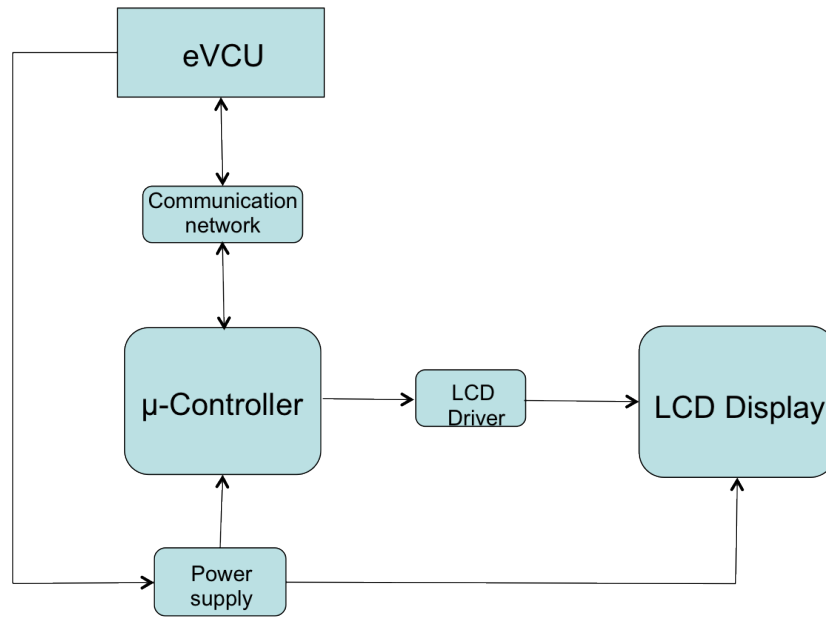 eVCU
Communication
network
µ-Controller
LCD
Driver
LCD Display
Power
supply